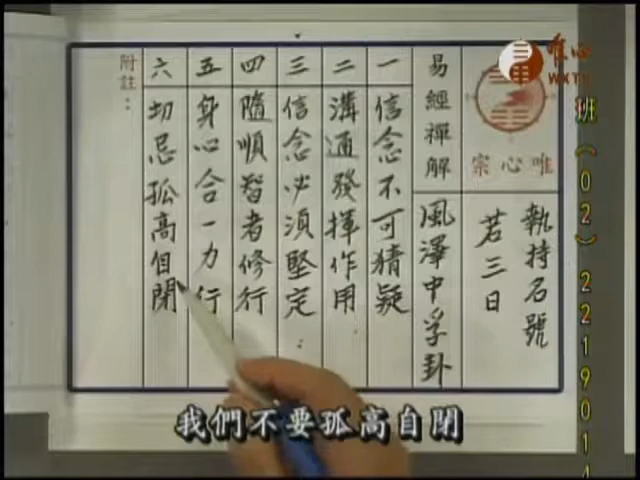 唯心
WXTV
唯心宗
執持名號
若三日
易經禪解
風澤中孚卦
一
信念不可猜疑
二
溝通發揮作用
三
信念必須堅定
四
隨順智者修行
五
身心合一力行
六
切忌孤高自閉
附註：
班（02）2219014
我們不要孤高自閉